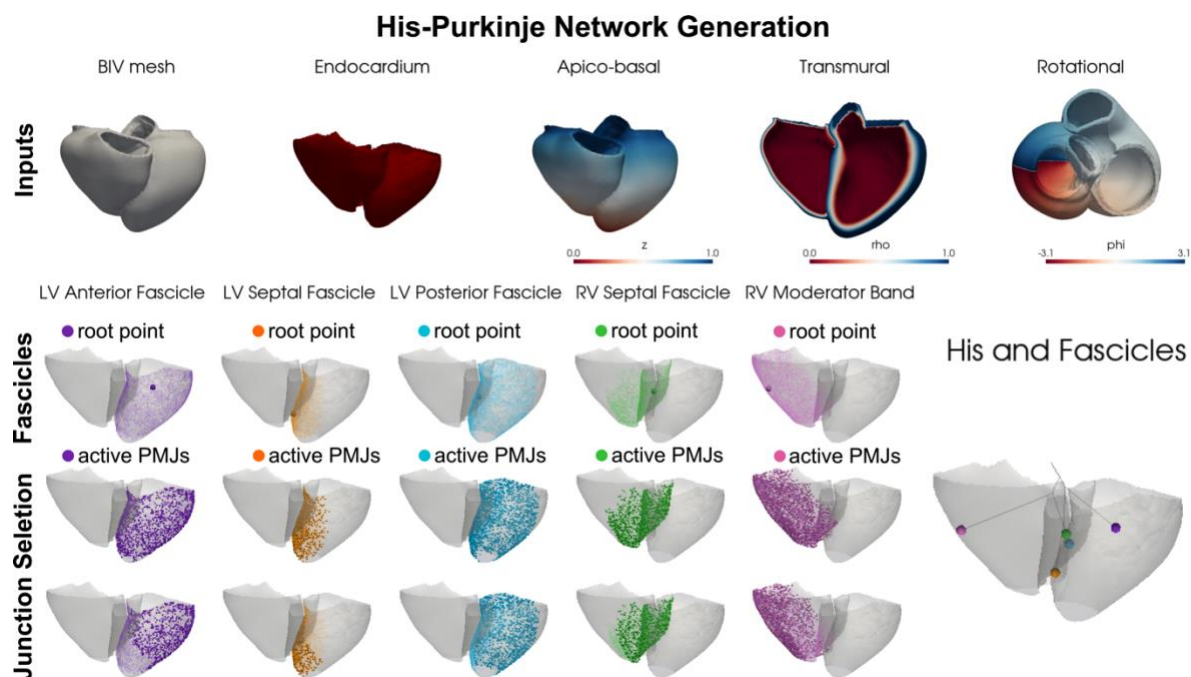 His-Purkinje Network Generation
BIV mesh
Endocardium
Apico-basal
Transmural
Rotational
Inputs
0.0 z 1.0
0.0 rho 1.0
-3.1 phi 3.1
LV Anterior Fascicle
LV Septal Fascicle
LV Posterior Fascicle
RV Septal Fascicle
RV Moderator Band
Fascicles
root point
root point
root point
root point
root point
His and Fascicles
Junction Seletion
active PMJs
active PMJs
active PMJs
active PMJs
active PMJs